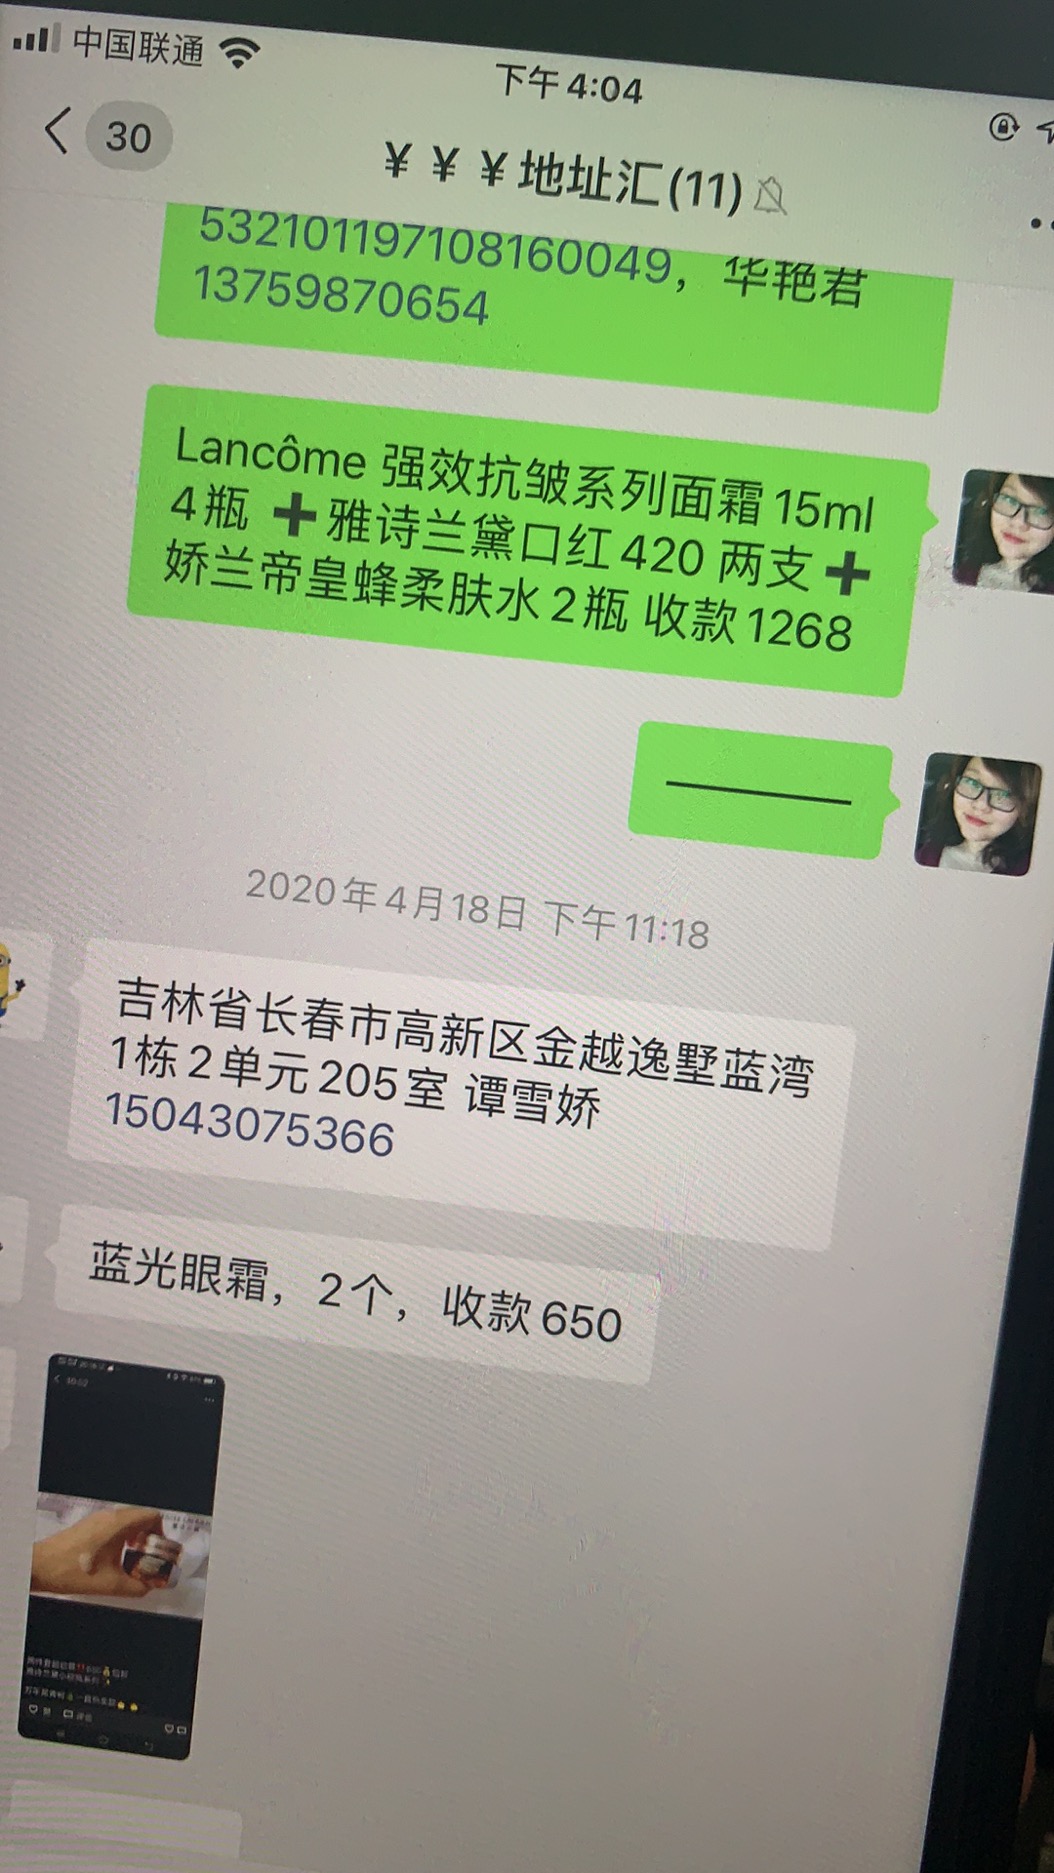 中国联通
下午 4:04
30
￥￥￥地址汇(11)
532101197108160049，华艳君
13759870654
Lancôme 强效抗皱系列面霜 15ml
4瓶 ➕雅诗兰黛口红 420 两支➕
娇兰帝皇蜂柔肤水 2瓶 收款 1268
2020年4月18日 下午 11:18
吉林省长春市高新区金越逸墅蓝湾
1栋2单元205室 谭雪娇
15043075366
蓝光眼霜，2个，收款 650